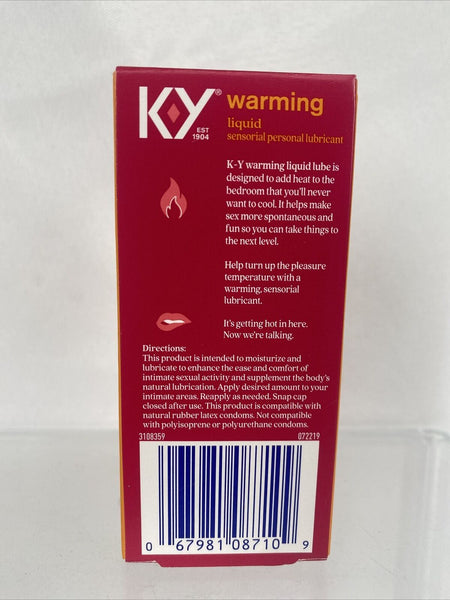 K-Y®
EST
1904
warming
liquid
sensorial personal lubricant
K-Y warming liquid lube is
designed to add heat to the
bedroom that you'll never
want to cool. It helps make
sex more spontaneous and
fun so you can take things to
the next level.
Help turn up the pleasure
temperature with a
warming, sensorial
lubricant.
It's getting hot in here.
Now we're talking.
Directions:
This product is intended to moisturize and
lubricate to enhance the ease and comfort of
intimate sexual activity and supplement the body's
natural lubrication. Apply desired amount to your
intimate areas. Reapply as needed. Snap cap
closed after use. This product is compatible with
natural rubber latex condoms. Not compatible
with polyisoprene or polyurethane condoms.
3108359 072219
0 67981 08710 9